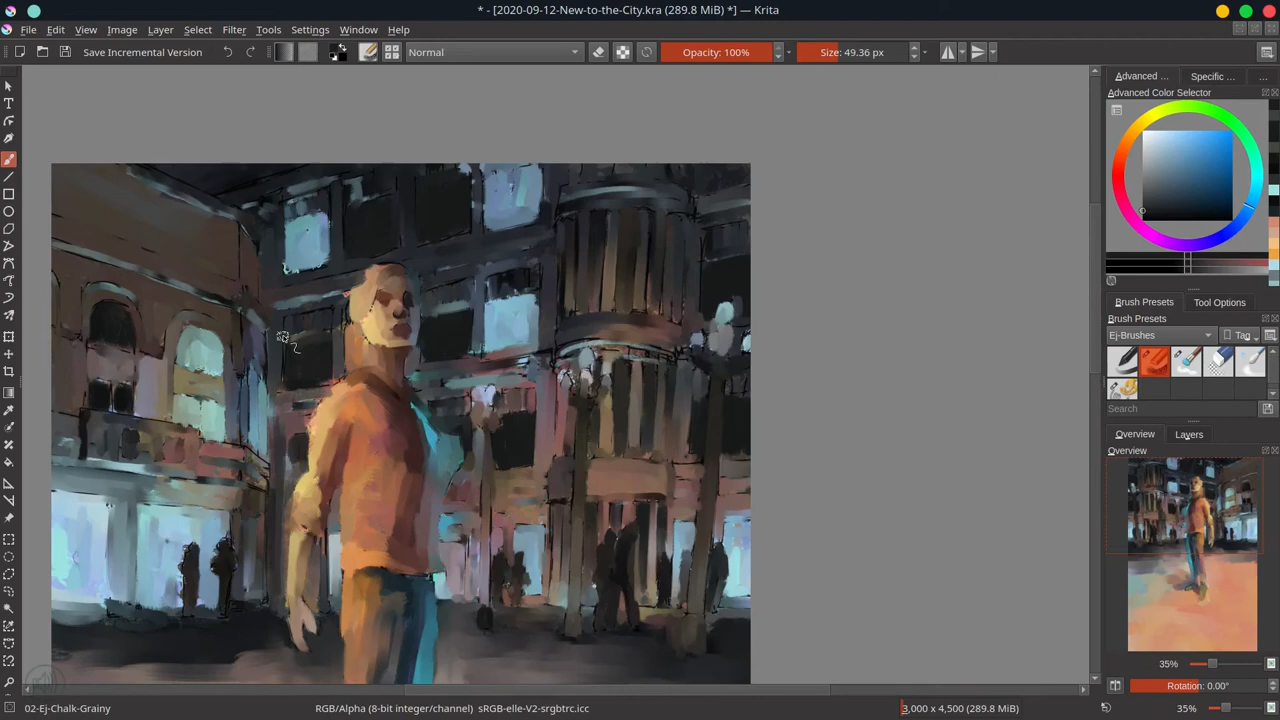 * - [2020-09-12-New-to-the-City.kra (289.8 MiB) *] — Krita
File Edit View Image Layer Select Filter Tools Settings Window Help
Save Incremental Version Normal Opacity: 100% Size: 49.36 px
Advanced ... Specific ... ...
Advanced Color Selector
Brush Presets Tool Options
Brush Presets
Ej-Brushes Tag
Search
Overview Layers
Overview
35%
Rotation: 0.00°
02-Ej-Chalk-Grainy RGB/Alpha (8-bit integer/channel) sRGB-elle-V2-srgbtrc.icc 3,000 x 4,500 (289.8 MiB) 35%